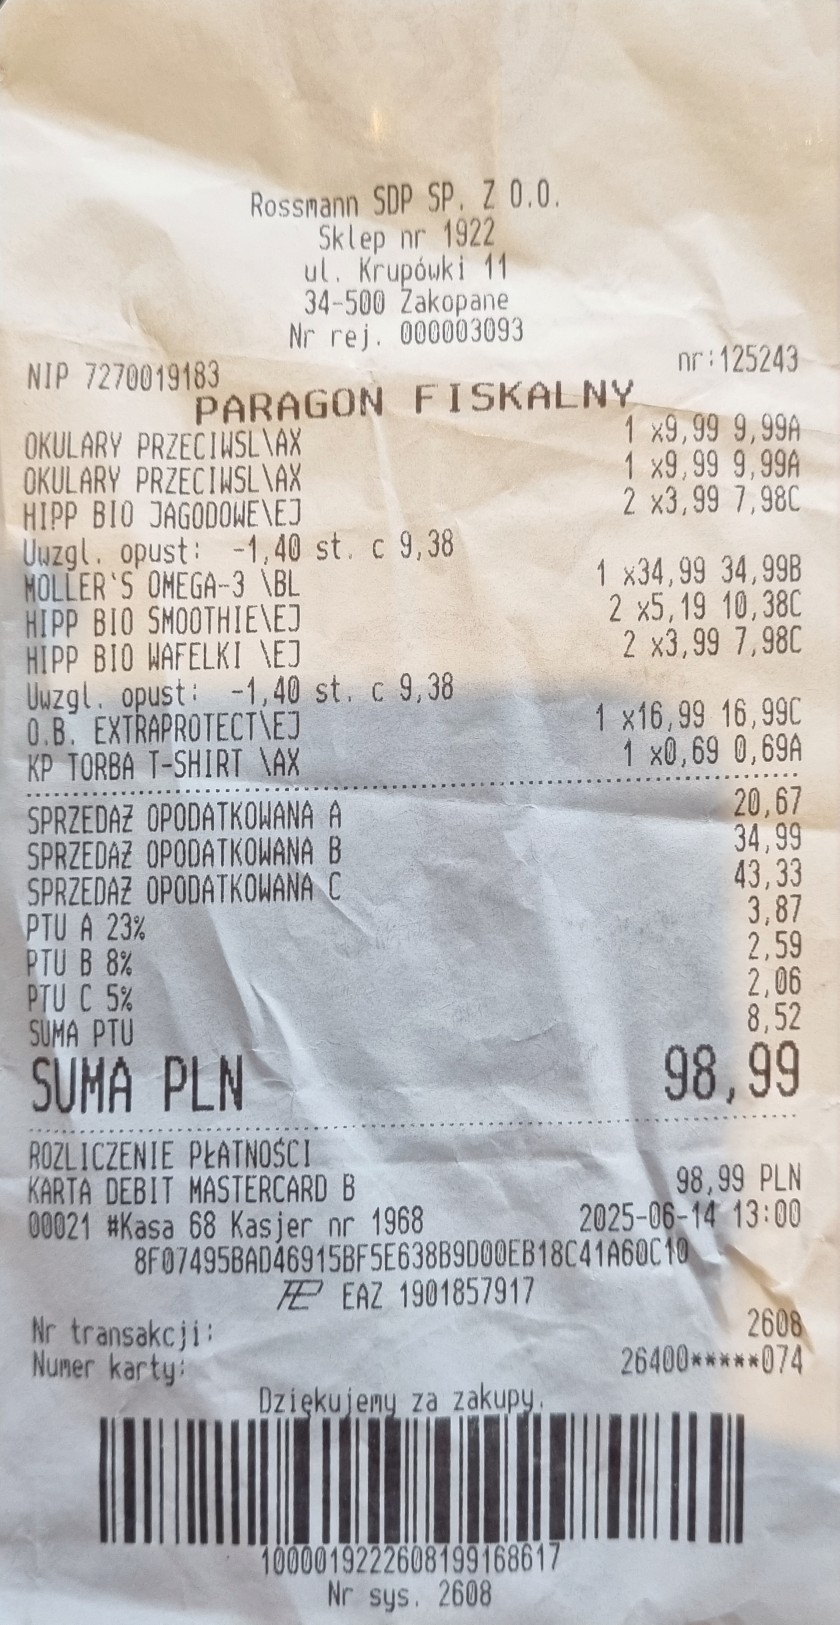 Rossmann SDP SP. Z O.O.
Sklep nr 1922
ul. Krupówki 11
34-500 Zakopane
Nr rej. 000003093
NIP 7270019183 nr:125243
PARAGON FISKALNY
OKULARY PRZECIWSL\AX 1 x9,99 9,99A
OKULARY PRZECIWSL\AX 1 x9,99 9,99A
HIPP BIO JAGODOWE\EJ 2 x3,99 7,98C
Uwzgl. opust: -1,40 st. c 9,38
MOLLER'S OMEGA-3 \BL 1 x34,99 34,99B
HIPP BIO SMOOTHIE\EJ 2 x5,19 10,38C
HIPP BIO WAFELKI \EJ 2 x3,99 7,98C
Uwzgl. opust: -1,40 st. c 9,38
O.B. EXTRAPROTECT\EJ 1 x16,99 16,99C
KP TORBA T-SHIRT \AX 1 x0,69 0,69A
SPRZEDAŻ OPODATKOWANA A 20,67
SPRZEDAŻ OPODATKOWANA B 34,99
SPRZEDAŻ OPODATKOWANA C 43,33
PTU A 23% 3,87
PTU B 8% 2,59
PTU C 5% 2,06
SUMA PTU 8,52
SUMA PLN 98,99
ROZLICZENIE PŁATNOŚCI
KARTA DEBIT MASTERCARD B 98,99 PLN
00021 #Kasa 68 Kasjer nr 1968 2025-06-14 13:00
8F07495BAD46915BF5E638B9D00EB18C41A60C10
EAZ 1901857917
Nr transakcji: 2608
Numer karty: 26400*****074
Dziękujemy za zakupy.
1000019222608199168617
Nr sys. 2608